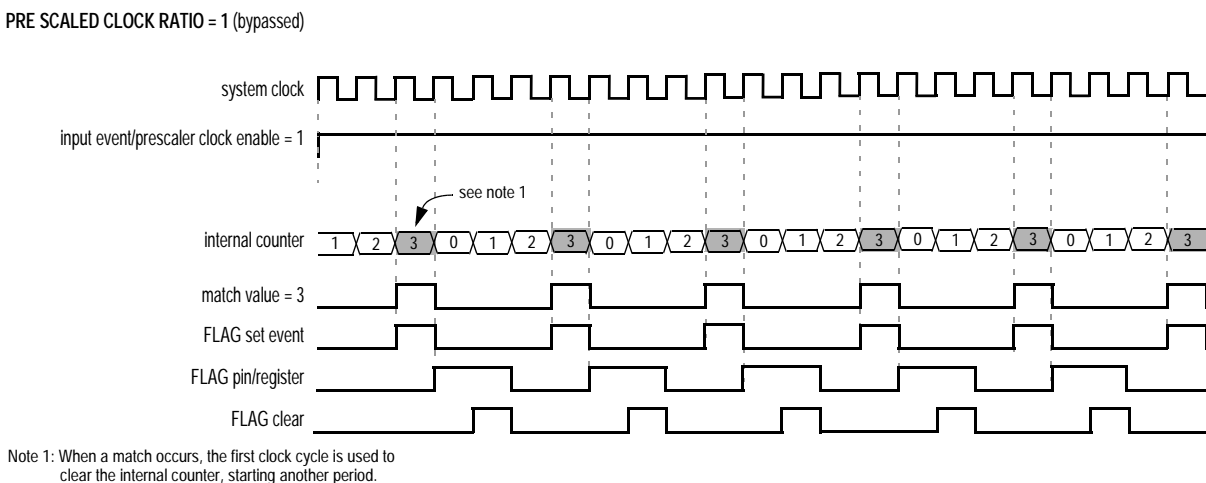 PRE SCALED CLOCK RATIO = 1 (bypassed)
system clock
input event/prescaler clock enable = 1
see note 1
internal counter 1 2 3 0 1 2 3 0 1 2 3 0 1 2 3 0 1 2 3 0 1 2 3
match value = 3
FLAG set event
FLAG pin/register
FLAG clear
Note 1: When a match occurs, the first clock cycle is used to
clear the internal counter, starting another period.